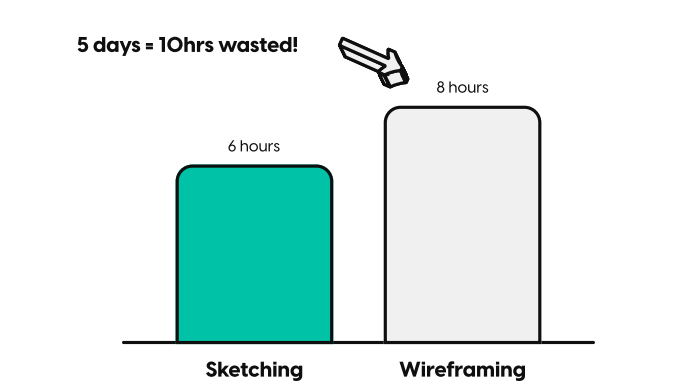 5 days = 10hrs wasted!
8 hours
6 hours
Sketching
Wireframing